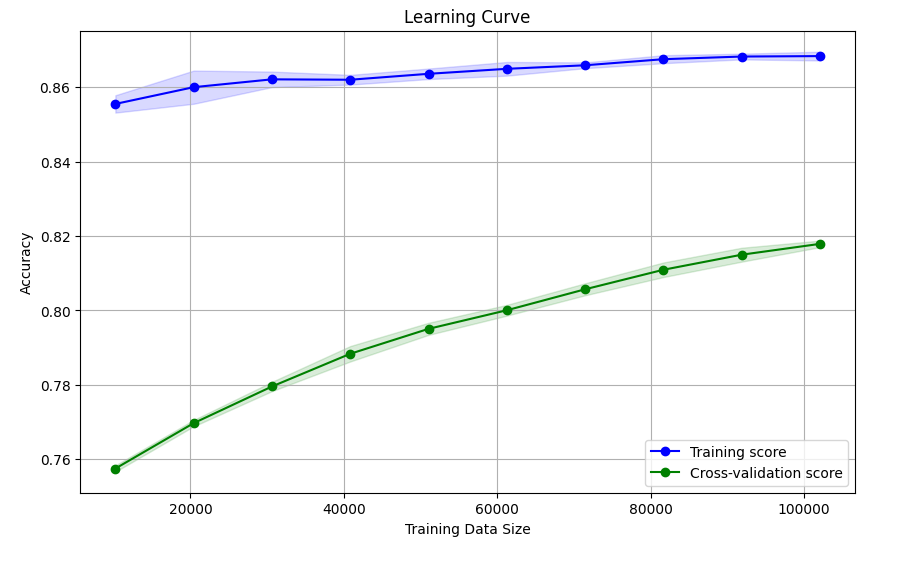 Learning Curve
Accuracy
0.86
0.84
0.82
0.80
0.78
0.76
20000 40000 60000 80000 100000
Training Data Size
Training score
Cross-validation score